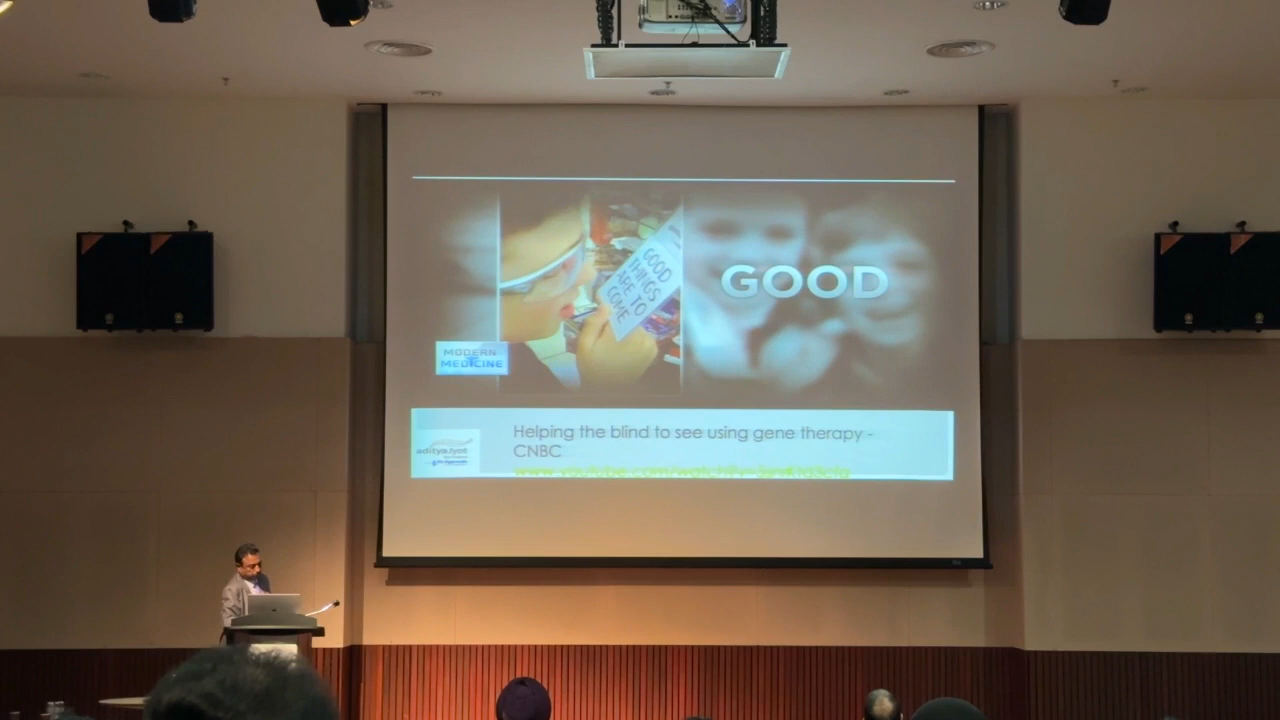 GOOD
THINGS
ARE TO
COME
GOOD
MODERN
MEDICINE
adityaJyot
Helping the blind to see using gene therapy -
CNBC